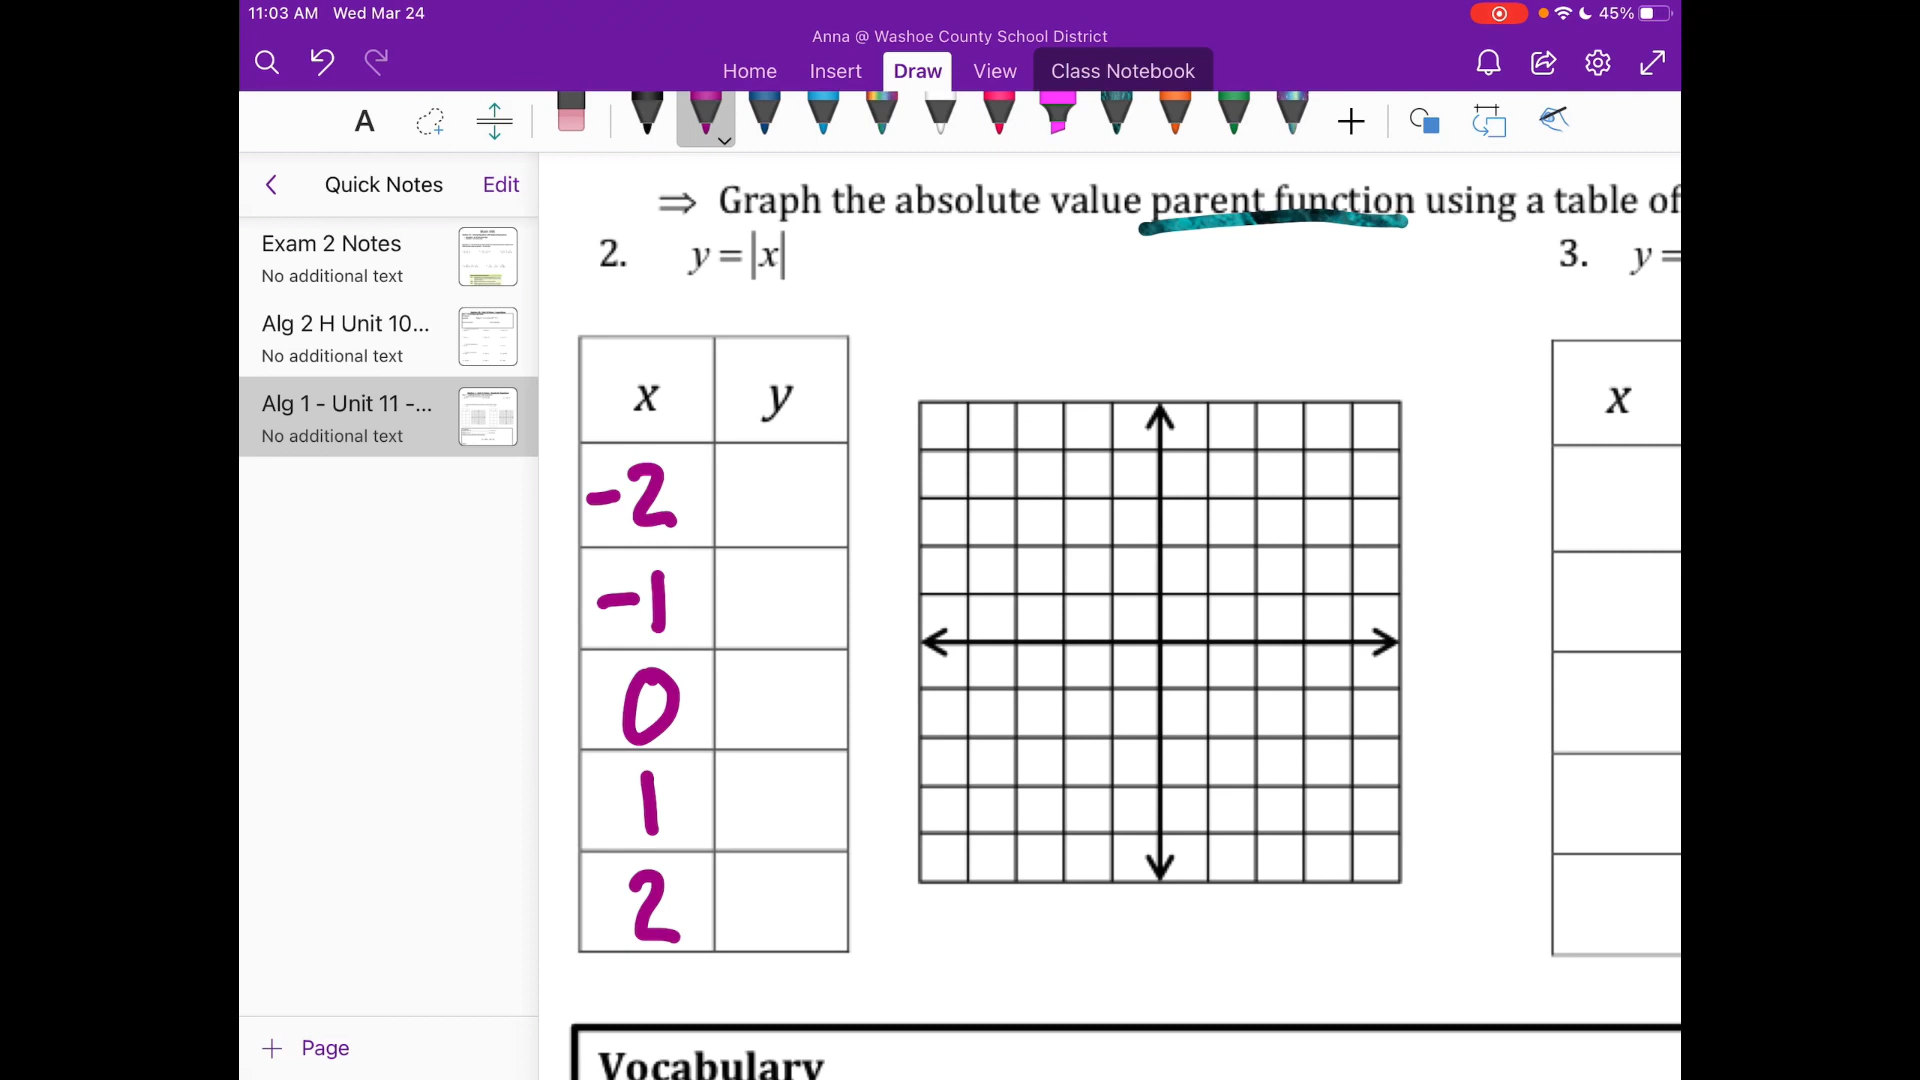 11:03 AM Wed Mar 24
45%
Anna @ Washoe County School District
Home Insert Draw View Class Notebook
A
Quick Notes Edit
Exam 2 Notes
No additional text
Alg 2 H Unit 10...
No additional text
Alg 1 - Unit 11 -...
No additional text
+ Page
⇒ Graph the absolute value parent function using a table of
2. y = |x|
3. y =
x y
-2
-1
0
1
2
x
Vocabulary